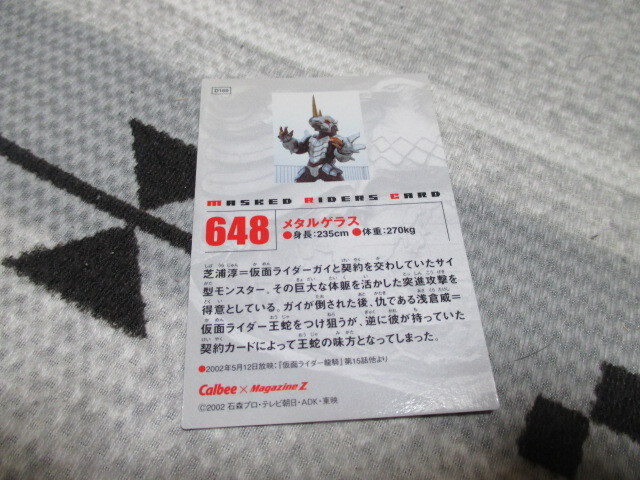 MASKED RIDERS CARD
648
メタルゲラス
●身長:235cm ●体重:270kg
芝浦淳=仮面ライダーガイと契約を交わしていたサイ
型モンスター。その巨大な体躯を活かした突進攻撃を
得意としている。ガイが倒された後、仇である浅倉威=
仮面ライダー王蛇をつけ狙うが、逆に彼が持っていた
契約カードによって王蛇の味方となってしまった。
●2002年5月12日放映:「仮面ライダー龍騎」第15話他より
Calbee × Magazine Z
©2002 石森プロ・テレビ朝日・ADK・東映